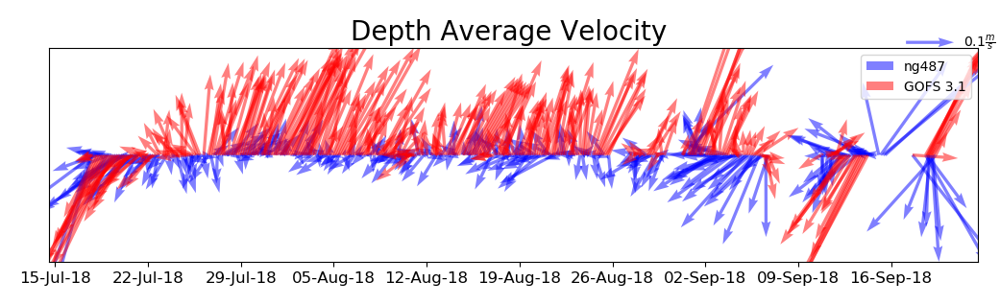 Depth Average Velocity
0.1 m/s
ng487
GOFS 3.1
15-Jul-18 22-Jul-18 29-Jul-18 05-Aug-18 12-Aug-18 19-Aug-18 26-Aug-18 02-Sep-18 09-Sep-18 16-Sep-18